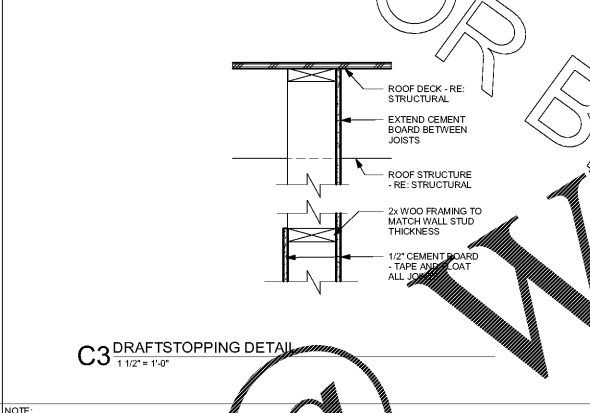 ROOF DECK - RE:
STRUCTURAL
EXTEND CEMENT
BOARD BETWEEN
JOISTS
ROOF STRUCTURE
- RE: STRUCTURAL
2x WOO FRAMING TO
MATCH WALL STUD
THICKNESS
1/2" CEMENT BOARD
- TAPE AND FLOAT
ALL
C3 DRAFTSTOPPING DETAIL
1 1/2" = 1'-0"
NOTE:
OR B
W